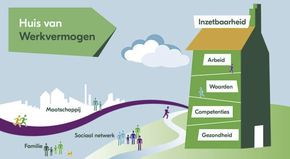 Huis van
Werkvermogen
Inzetbaarheid
Arbeid
Waarden
Competenties
Gezondheid
Maatschappij
Sociaal netwerk
Familie